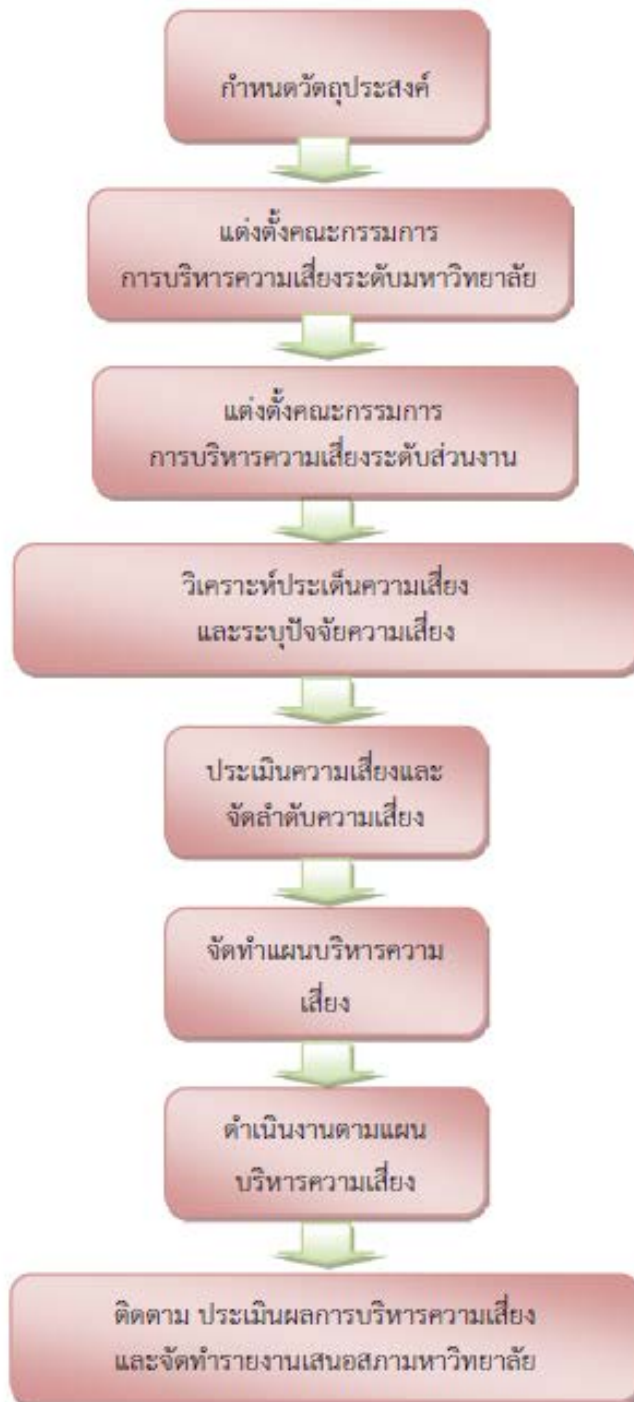 กำหนดวัตถุประสงค์
แต่งตั้งคณะกรรมการ
การบริหารความเสี่ยงระดับมหาวิทยาลัย
แต่งตั้งคณะกรรมการ
การบริหารความเสี่ยงระดับส่วนงาน
วิเคราะห์ประเด็นความเสี่ยง
และระบุปัจจัยความเสี่ยง
ประเมินความเสี่ยงและ
จัดลำดับความเสี่ยง
จัดทำแผนบริหารความ
เสี่ยง
ดำเนินงานตามแผน
บริหารความเสี่ยง
ติดตาม ประเมินผลการบริหารความเสี่ยง
และจัดทำรายงานเสนอสภามหาวิทยาลัย